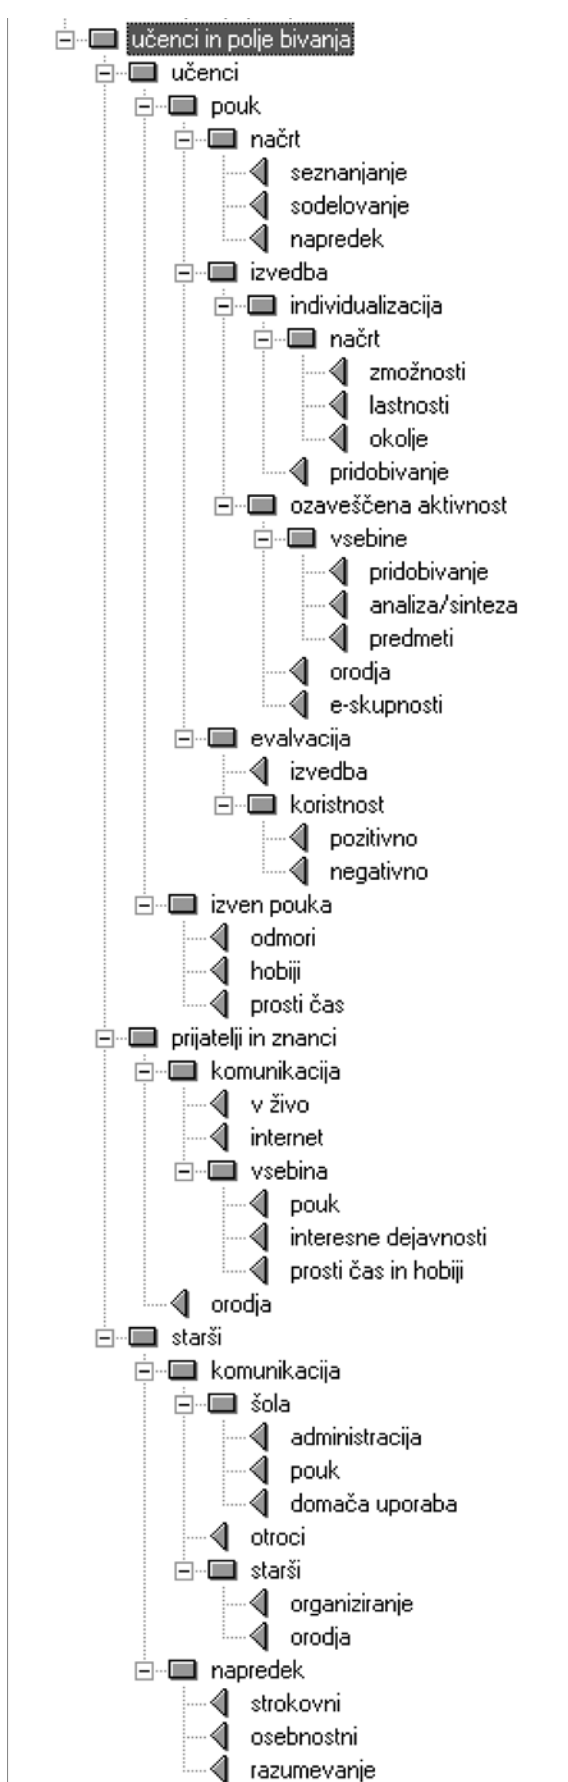 učenci in polje bivanja
učenci
pouk
načrt
seznanjanje
sodelovanje
napredek
izvedba
individualizacija
načrt
zmožnosti
lastnosti
okolje
pridobivanje
ozaveščena aktivnost
vsebine
pridobivanje
analiza/sinteza
predmeti
orodja
e-skupnosti
evalvacija
izvedba
koristnost
pozitivno
negativno
izven pouka
odmori
hobiji
prosti čas
prijatelji in znanci
komunikacija
v živo
internet
vsebina
pouk
interesne dejavnosti
prosti čas in hobiji
orodja
starši
komunikacija
šola
administracija
pouk
domača uporaba
otroci
starši
organiziranje
orodja
napredek
strokovni
osebnostni
razumevanje